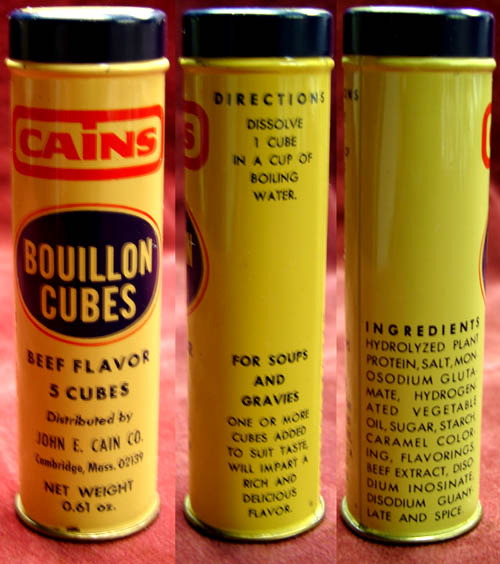 CAINS
BOUILLON
CUBES
BEEF FLAVOR
5 CUBES
Distributed by
JOHN E. CAIN CO.
Cambridge, Mass. 02139
NET WEIGHT
0.61 oz.
DIRECTIONS
DISSOLVE
1 CUBE
IN A CUP OF
BOILING
WATER.
FOR SOUPS
AND
GRAVIES
ONE OR MORE
CUBES ADDED
TO SUIT TASTE,
WILL IMPART A
RICH AND
DELICIOUS
FLAVOR.
INGREDIENTS
HYDROLYZED PLANT
PROTEIN, SALT, MON-
OSODIUM GLUTA-
MATE, HYDROGEN-
ATED VEGETABLE
OIL, SUGAR, STARCH
CARAMEL COLOR-
ING, FLAVORINGS
BEEF EXTRACT, DISO
DIUM INOSINATE,
DISODIUM GUANY-
LATE AND SPICE.